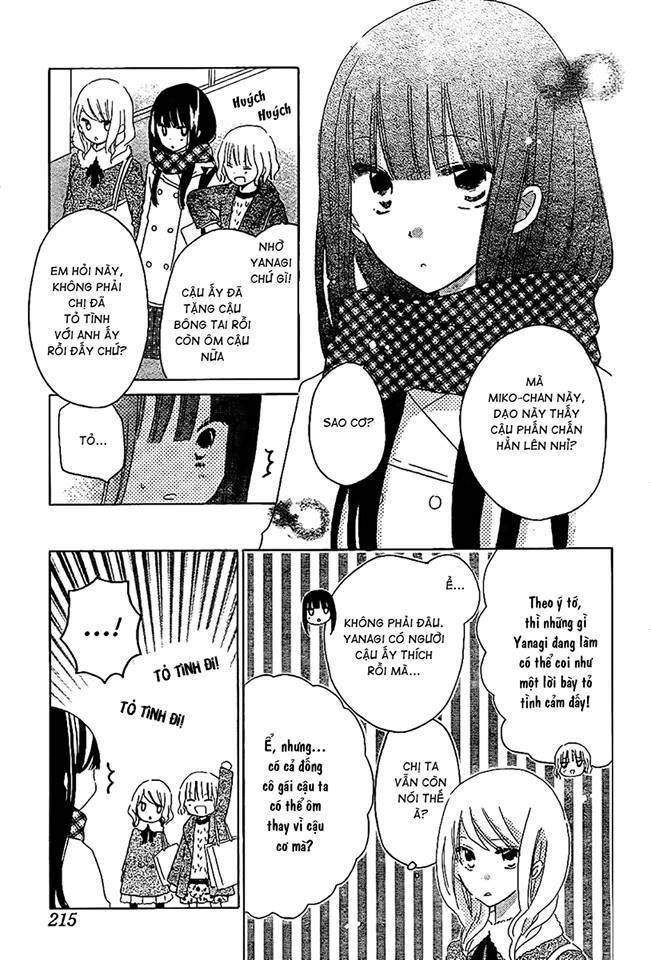 MÀ
MIKO-CHAN NÀY,
DẠO NÀY THẤY
CẬU PHẤN CHẤN
HẲN LÊN NHỈ?
SAO CƠ?
Huých
Huých
NHỜ
YANAGI
CHỨ GÌ!
CẬU ẤY ĐÃ
TẶNG CẬU
BÔNG TAI RỒI
CÒN ÔM CẬU
NỮA
EM HỎI NÀY,
KHÔNG PHẢI
CHỊ ĐÃ
TỎ TÌNH
VỚI ANH ẤY
RỒI ĐẤY CHỨ?
TỎ...
Theo ý tớ,
thì những gì
Yanagi đang làm
có thể coi như
một lời bày tỏ
tình cảm đấy!
Ể...
KHÔNG PHẢI ĐÂU.
YANAGI CÓ NGƯỜI
CẬU ẤY THÍCH
RỒI MÀ...
Ể, nhưng...
có cả đống
cô gái cậu ta
có thể ôm
thay vì cậu
cơ mà?
CHỊ TA
VẪN CÒN
NÓI THẾ
À?
....!
TỎ TÌNH ĐI!
TỎ TÌNH ĐI!
215